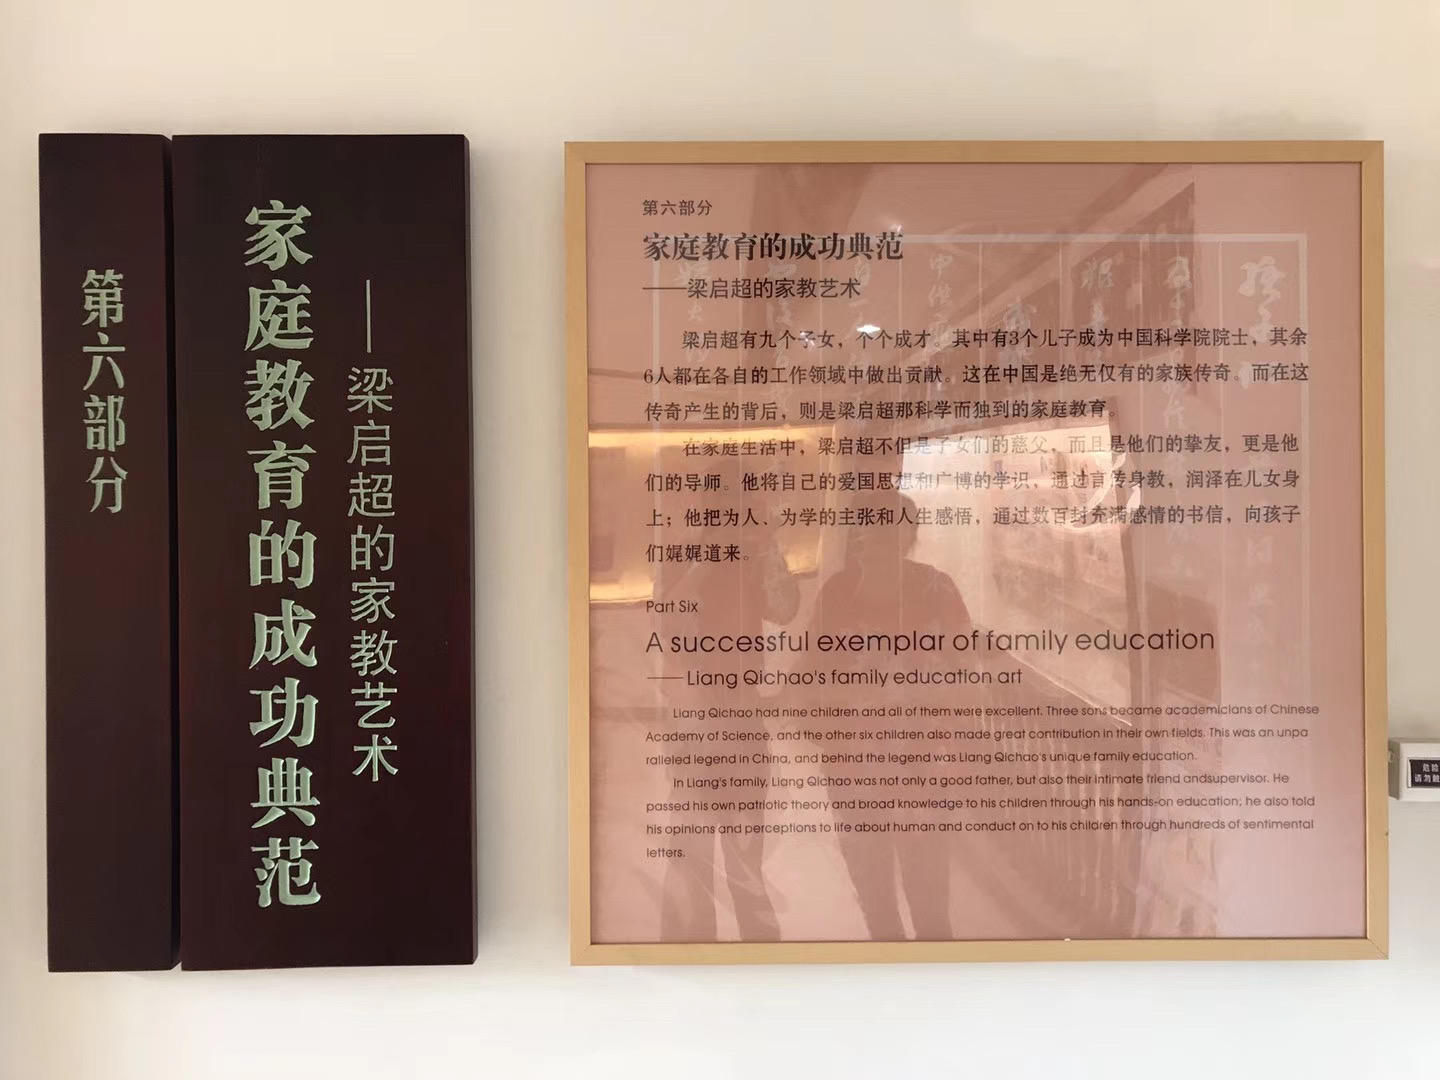 第六部分
家庭教育的成功典范
——梁启超的家教艺术
第六部分
家庭教育的成功典范
——梁启超的家教艺术
梁启超有九个子女，个个成才。其中有3个儿子成为中国科学院院士，其余
6人都在各自的工作领域中做出贡献。这在中国是绝无仅有的家族传奇。而在这
传奇产生的背后，则是梁启超那科学而独到的家庭教育。
在家庭生活中，梁启超不但是子女们的慈父，而且是他们的挚友，更是他
们的导师。他将自己的爱国思想和广博的学识，通过言传身教，润泽在儿女身
上；他把为人、为学的主张和人生感悟，通过数百封充满感情的书信，向孩子
们娓娓道来。
Part Six
A successful exemplar of family education
——Liang Qichao's family education art
Liang Qichao had nine children and all of them were excellent. Three sons became academicians of Chinese
Academy of Science, and the other six children also made great contribution in their own fields. This was an unpa
ralleled legend in China, and behind the legend was Liang Qichao's unique family education.
In Liang's family, Liang Qichao was not only a good father, but also their intimate friend andsupervisor. He
passed his own patriotic theory and broad knowledge to his children through his hands-on education; he also told
his opinions and perceptions to life about human and conduct on to his children through hundreds of sentimental
letters.
危险
请勿触